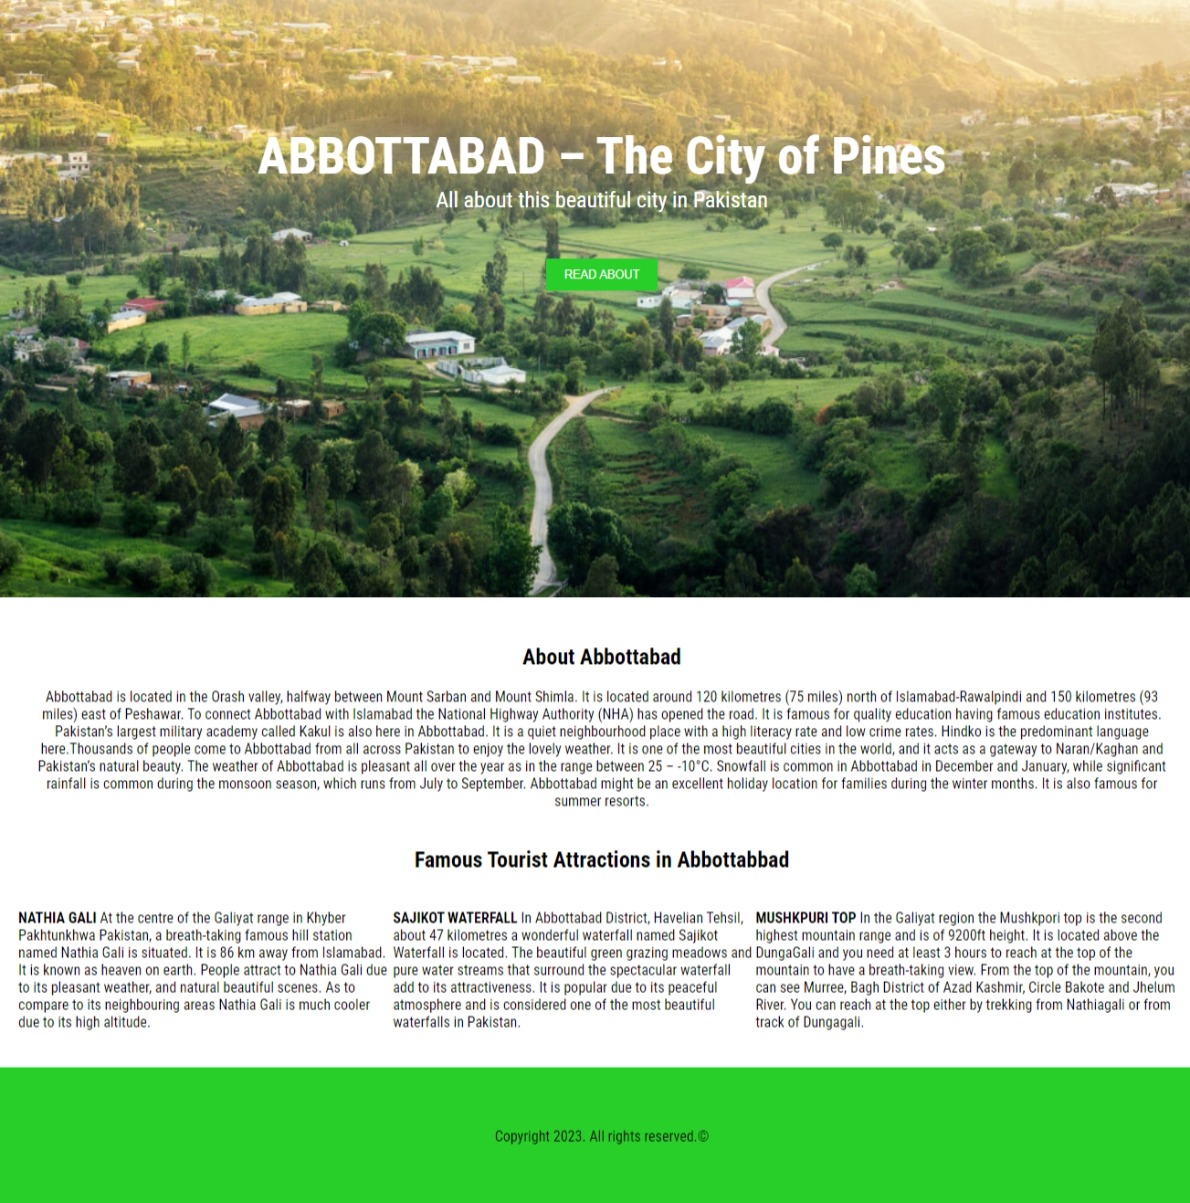 ABBOTTABAD – The City of Pines
All about this beautiful city in Pakistan
READ ABOUT
About Abbottabad
Abbottabad is located in the Orash valley, halfway between Mount Sarban and Mount Shimla. It is located around 120 kilometres (75 miles) north of Islamabad-Rawalpindi and 150 kilometres (93
miles) east of Peshawar. To connect Abbottabad with Islamabad the National Highway Authority (NHA) has opened the road. It is famous for quality education having famous education institutes.
Pakistan's largest military academy called Kakul is also here in Abbottabad. It is a quiet neighbourhood place with a high literacy rate and low crime rates. Hindko is the predominant language
here.Thousands of people come to Abbottabad from all across Pakistan to enjoy the lovely weather. It is one of the most beautiful cities in the world, and it acts as a gateway to Naran/Kaghan and
Pakistan's natural beauty. The weather of Abbottabad is pleasant all over the year as in the range between 25 – -10°C. Snowfall is common in Abbottabad in December and January, while significant
rainfall is common during the monsoon season, which runs from July to September. Abbottabad might be an excellent holiday location for families during the winter months. It is also famous for
summer resorts.
Famous Tourist Attractions in Abbottabbad
NATHIA GALI At the centre of the Galiyat range in Khyber
Pakhtunkhwa Pakistan, a breath-taking famous hill station
named Nathia Gali is situated. It is 86 km away from Islamabad.
It is known as heaven on earth. People attract to Nathia Gali due
to its pleasant weather, and natural beautiful scenes. As to
compare to its neighbouring areas Nathia Gali is much cooler
due to its high altitude.
SAJIKOT WATERFALL In Abbottabad District, Havelian Tehsil,
about 47 kilometres a wonderful waterfall named Sajikot
Waterfall is located. The beautiful green grazing meadows and
pure water streams that surround the spectacular waterfall
add to its attractiveness. It is popular due to its peaceful
atmosphere and is considered one of the most beautiful
waterfalls in Pakistan.
MUSHKPURI TOP In the Galiyat region the Mushkpori top is the second
highest mountain range and is of 9200ft height. It is located above the
DungaGali and you need at least 3 hours to reach at the top of the
mountain to have a breath-taking view. From the top of the mountain, you
can see Murree, Bagh District of Azad Kashmir, Circle Bakote and Jhelum
River. You can reach at the top either by trekking from Nathiagali or from
track of Dungagali.
Copyright 2023. All rights reserved.©